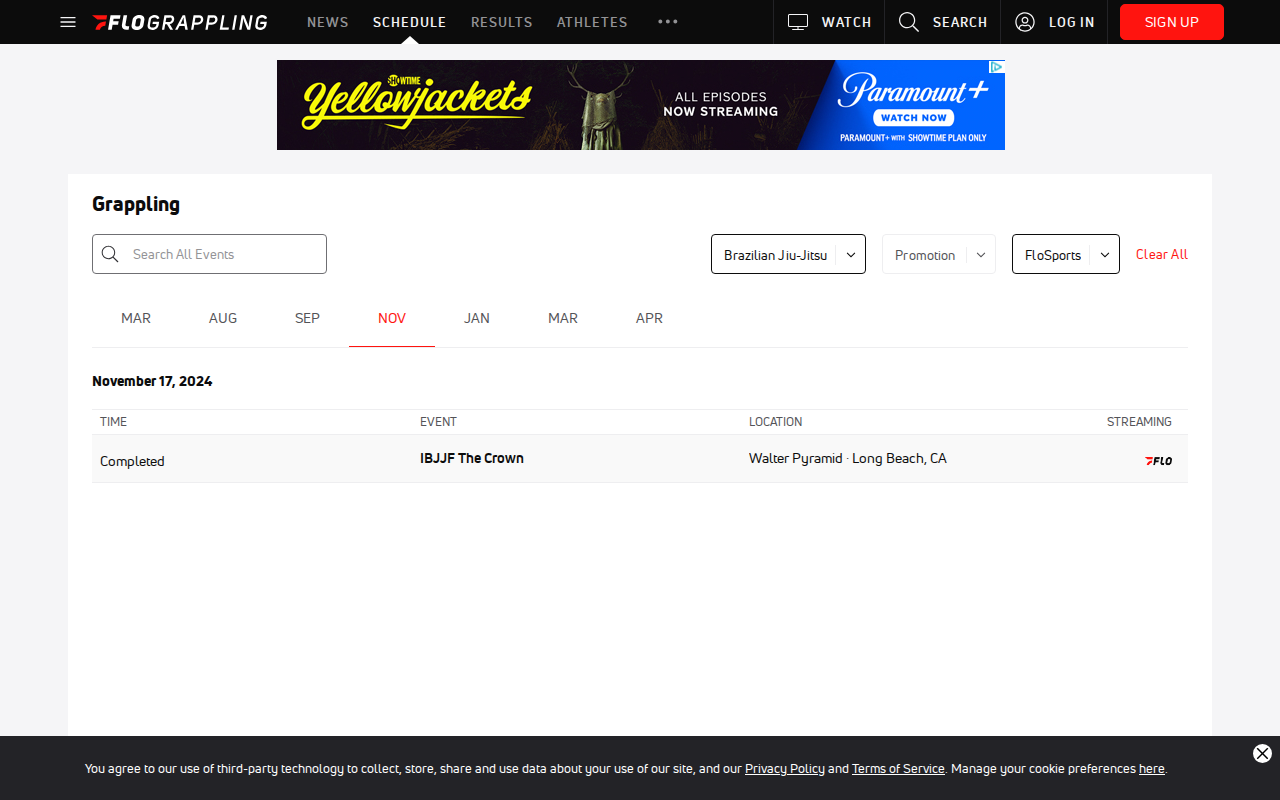 FLOGRAPPLING NEWS SCHEDULE RESULTS ATHLETES WATCH SEARCH LOG IN SIGN UP
SHOWTIME
Yellowjackets
ALL EPISODES
NOW STREAMING
Paramount+
WATCH NOW
PARAMOUNT+ WITH SHOWTIME PLAN ONLY
Grappling
Search All Events Brazilian Jiu-Jitsu Promotion FloSports Clear All
MAR AUG SEP NOV JAN MAR APR
November 17, 2024
TIME EVENT LOCATION STREAMING
Completed IBJJF The Crown Walter Pyramid · Long Beach, CA FLO
You agree to our use of third-party technology to collect, store, share and use data about your use of our site, and our Privacy Policy and Terms of Service. Manage your cookie preferences here.